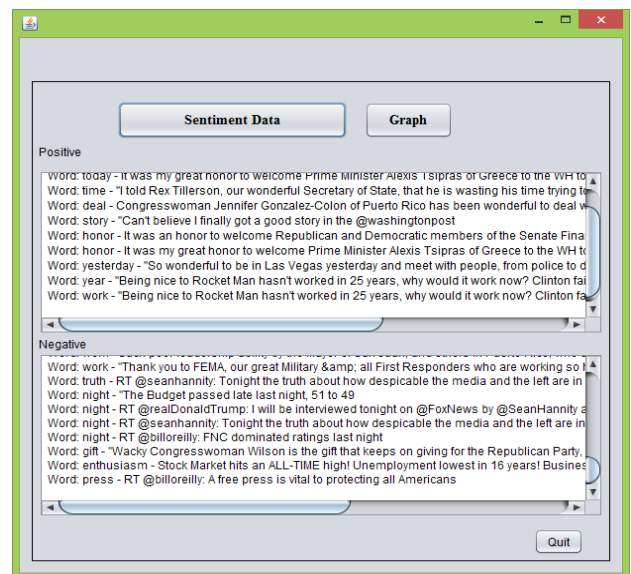 Sentiment Data
Graph
Positive
Word: today - It was my great honor to welcome Prime Minister Alexis Tsipras of Greece to the WH to
Word: time - "I told Rex Tillerson, our wonderful Secretary of State, that he is wasting his time trying to
Word: deal - Congresswoman Jennifer Gonzalez-Colon of Puerto Rico has been wonderful to deal w
Word: story - "Can't believe I finally got a good story in the @washingtonpost
Word: honor - It was an honor to welcome Republican and Democratic members of the Senate Fina
Word: honor - It was my great honor to welcome Prime Minister Alexis Tsipras of Greece to the WH to
Word: yesterday - "So wonderful to be in Las Vegas yesterday and meet with people, from police to d
Word: year - "Being nice to Rocket Man hasn't worked in 25 years, why would it work now? Clinton fai
Word: work - "Being nice to Rocket Man hasn't worked in 25 years, why would it work now? Clinton fa
Negative
Word: work - "Thank you to FEMA, our great Military &amp; all First Responders who are working so h
Word: truth - RT @seanhannity: Tonight the truth about how despicable the media and the left are in
Word: night - "The Budget passed late last night, 51 to 49
Word: night - RT @realDonaldTrump: I will be interviewed tonight on @FoxNews by @SeanHannity a
Word: night - RT @seanhannity: Tonight the truth about how despicable the media and the left are in
Word: night - RT @billoreilly: FNC dominated ratings last night
Word: gift - "Wacky Congresswoman Wilson is the gift that keeps on giving for the Republican Party,
Word: enthusiasm - Stock Market hits an ALL-TIME high! Unemployment lowest in 16 years! Busines
Word: press - RT @billoreilly: A free press is vital to protecting all Americans
Quit